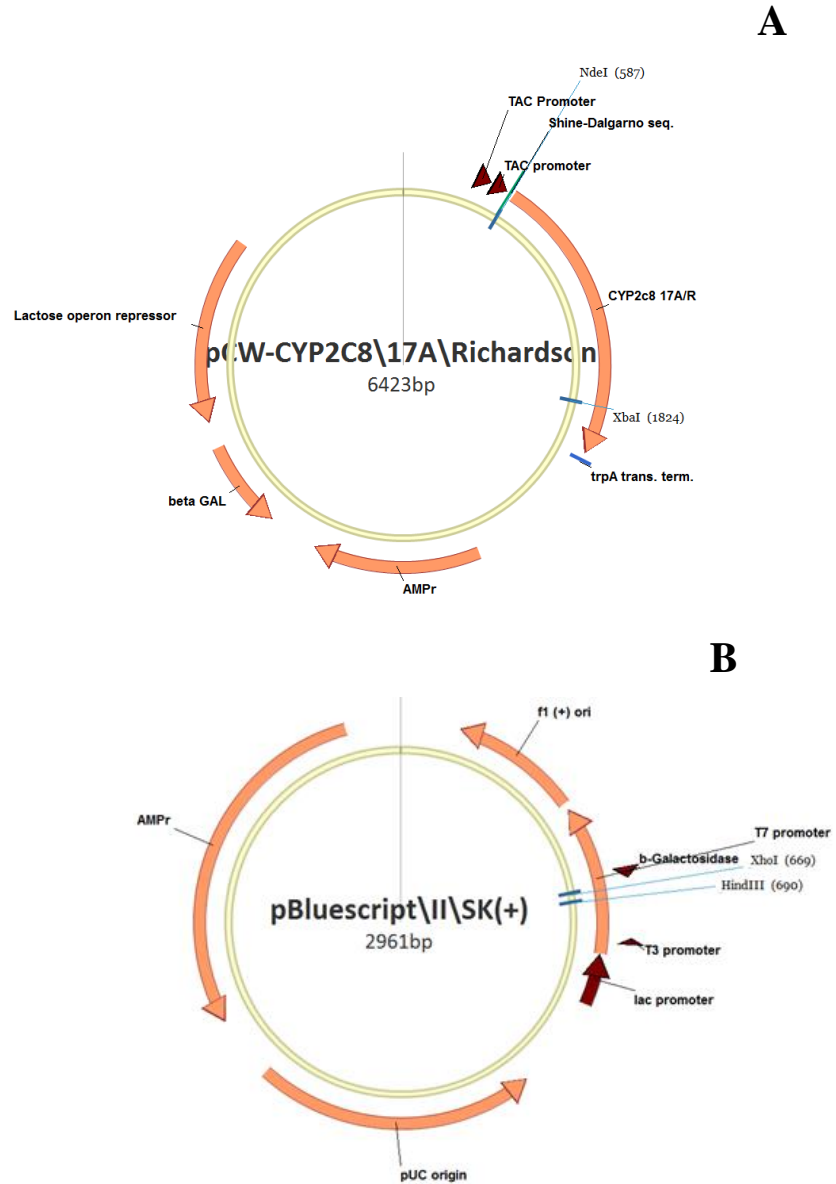 A
NdeI (587)
TAC Promoter
Shine-Dalgarno seq.
TAC promoter
CYP2c8 17A/R
Lactose operon repressor
pCW-CYP2C8\17A\Richardson
6423bp
XbaI (1824)
trpA trans. term.
beta GAL
AMPr
B
f1 (+) ori
AMPr
T7 promoter
b-Galactosidase
XhoI (669)
HindIII (690)
pBluescript\II\SK(+)
2961bp
T3 promoter
lac promoter
pUC origin